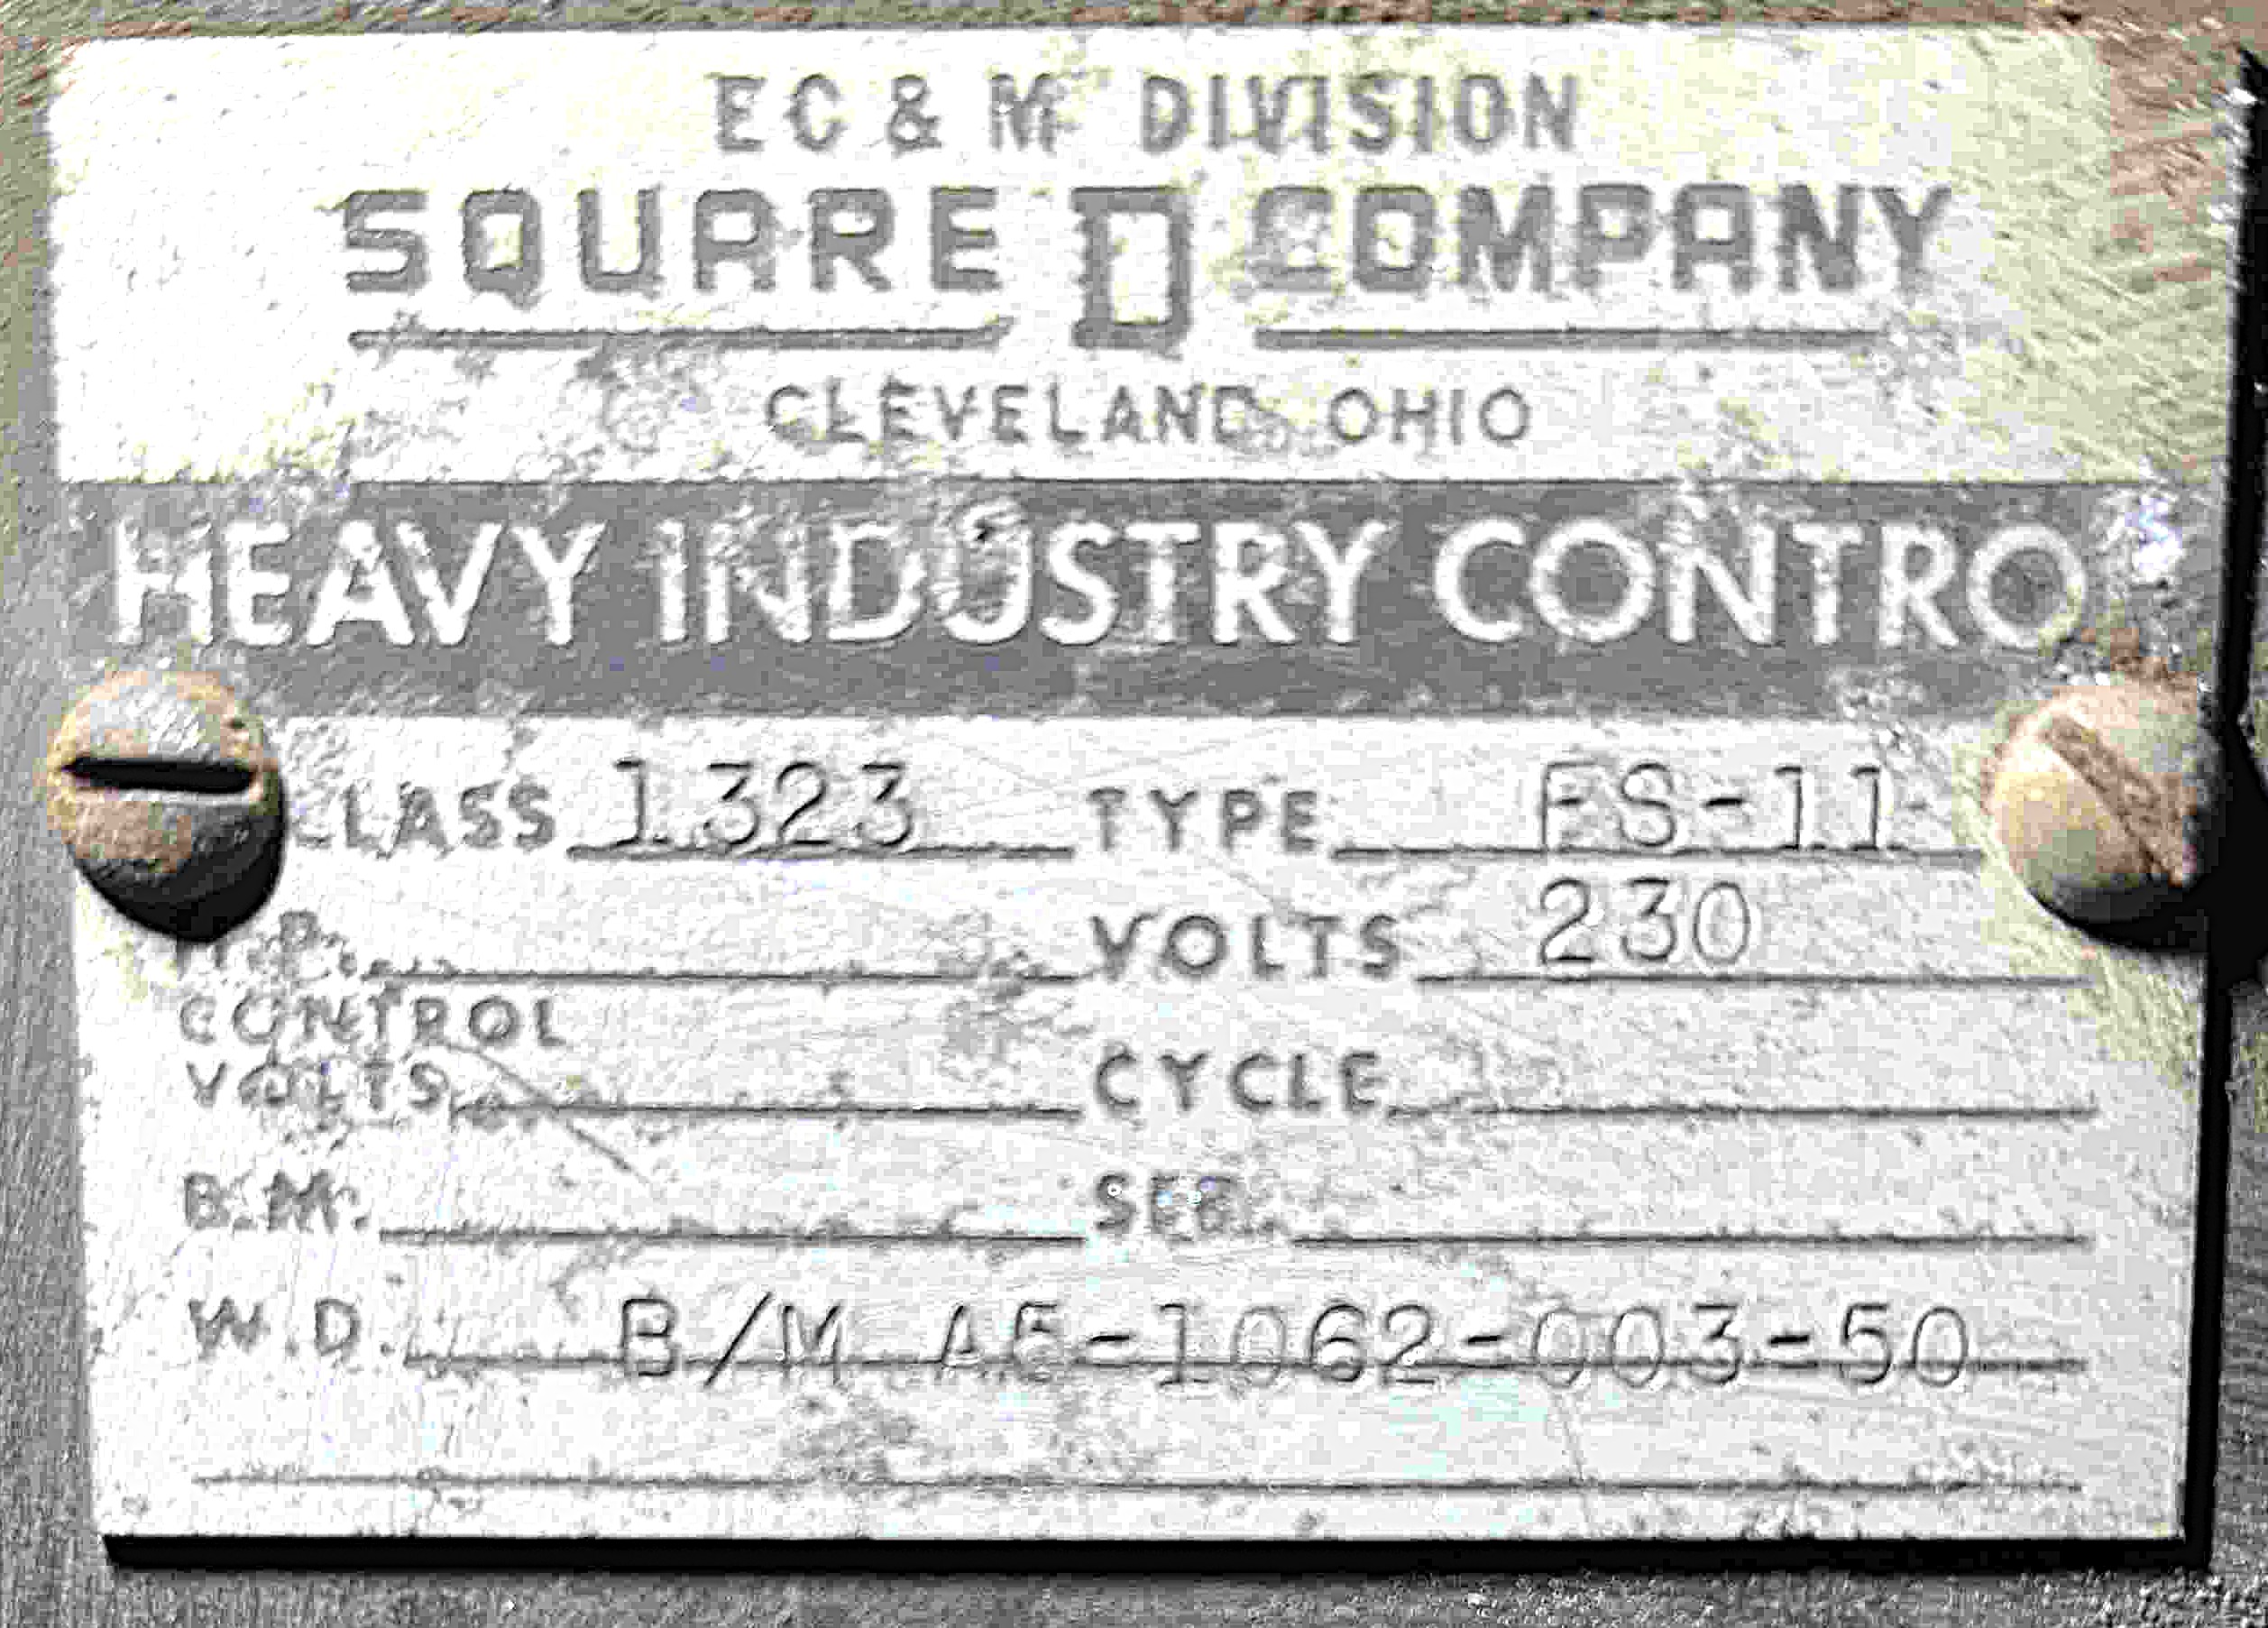 EC & M DIVISION
SQUARE D COMPANY
CLEVELAND, OHIO
HEAVY INDUSTRY CONTRO
CLASS 1323 TYPE FS-11
H.P. VOLTS 230
CONTROL
VOLTS CYCLE
B.M. SER.
W.D. B/M AE-1062-003-50